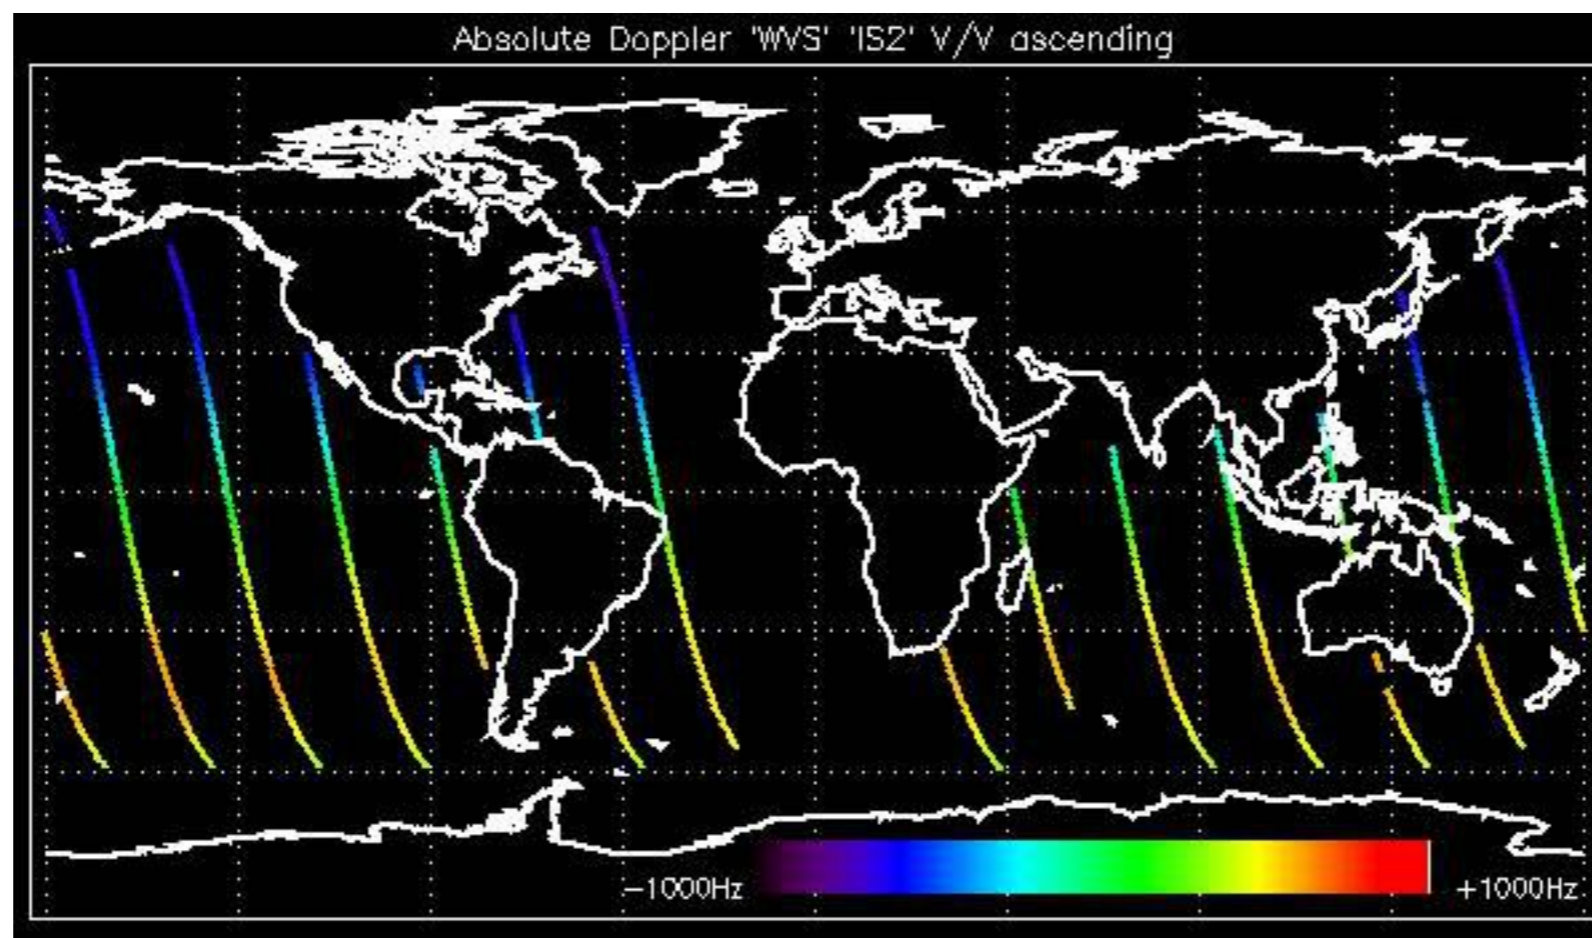 Absolute Doppler 'WVS' 'IS2' V/V ascending
−1000Hz +1000Hz